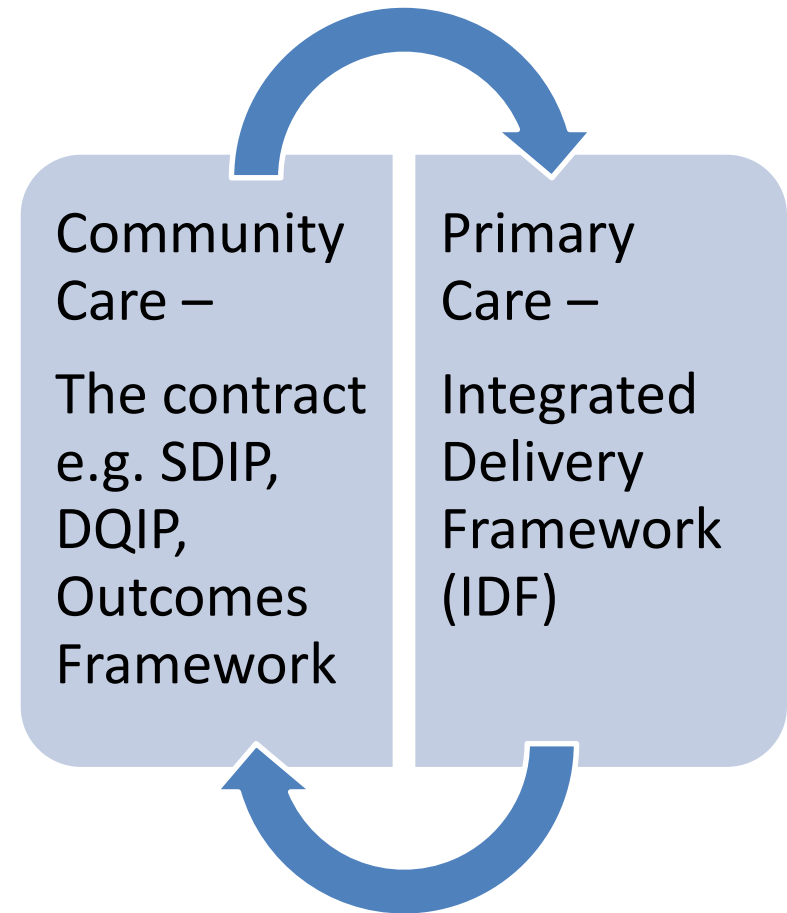 Community
Care –
The contract
e.g. SDIP,
DQIP,
Outcomes
Framework
Primary
Care –
Integrated
Delivery
Framework
(IDF)